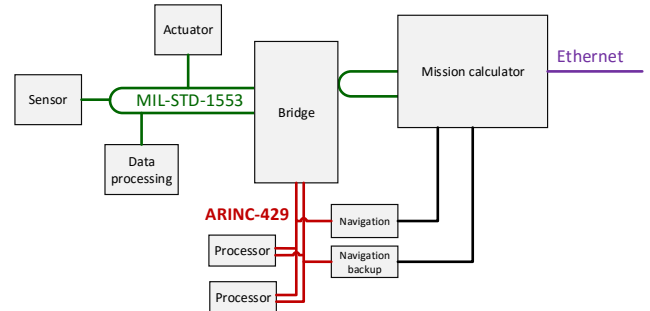 Actuator
Ethernet
Mission calculator
MIL-STD-1553
Sensor
Bridge
Data
processing
ARINC-429
Navigation
Processor
Navigation
backup
Processor